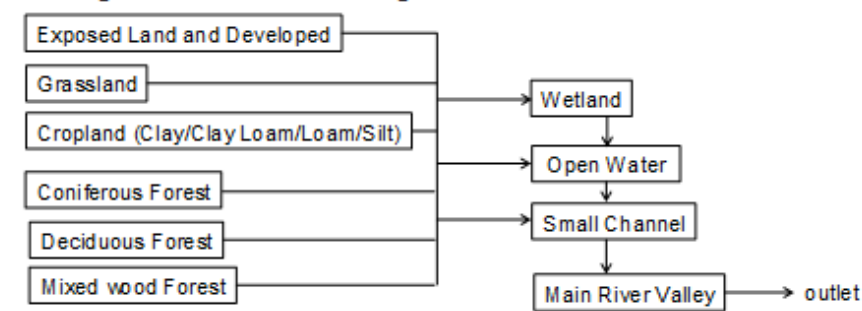 Exposed Land and Developed
Grassland
Cropland (Clay/Clay Loam/Loam/Silt)
Coniferous Forest
Deciduous Forest
Mixed wood Forest
Wetland
Open Water
Small Channel
Main River Valley
outlet